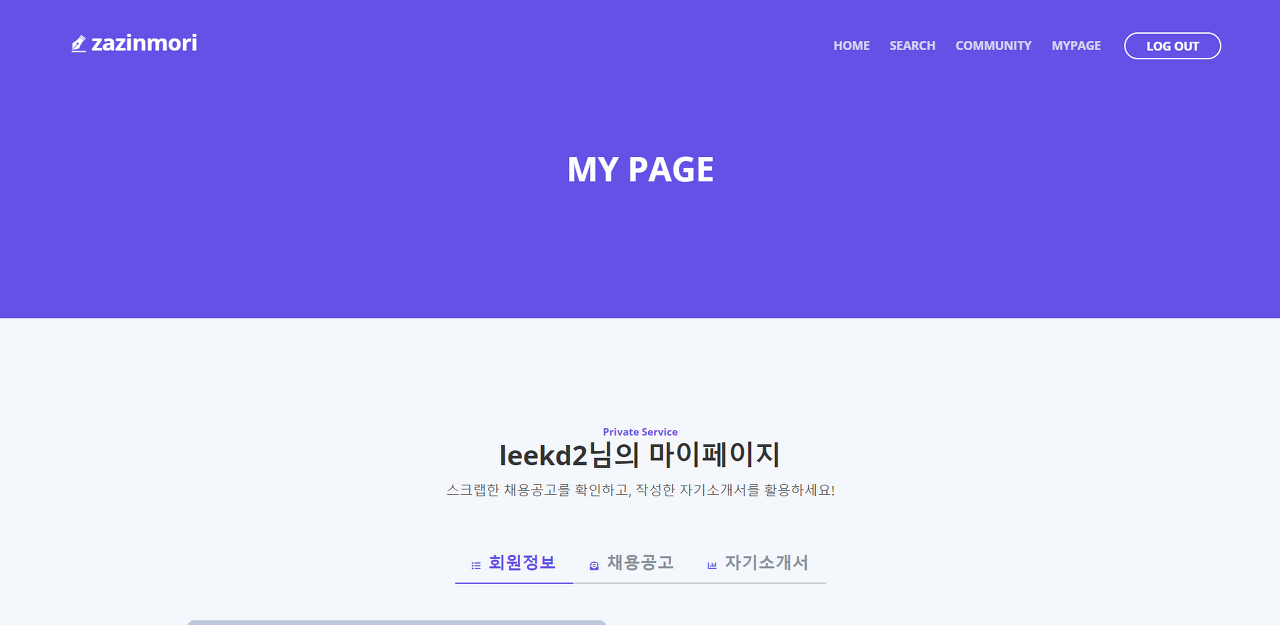 zazinmori
HOME SEARCH COMMUNITY MYPAGE LOG OUT
MY PAGE
Private Service
leekd2님의 마이페이지
스크랩한 채용공고를 확인하고, 작성한 자기소개서를 활용하세요!
회원정보 채용공고 자기소개서